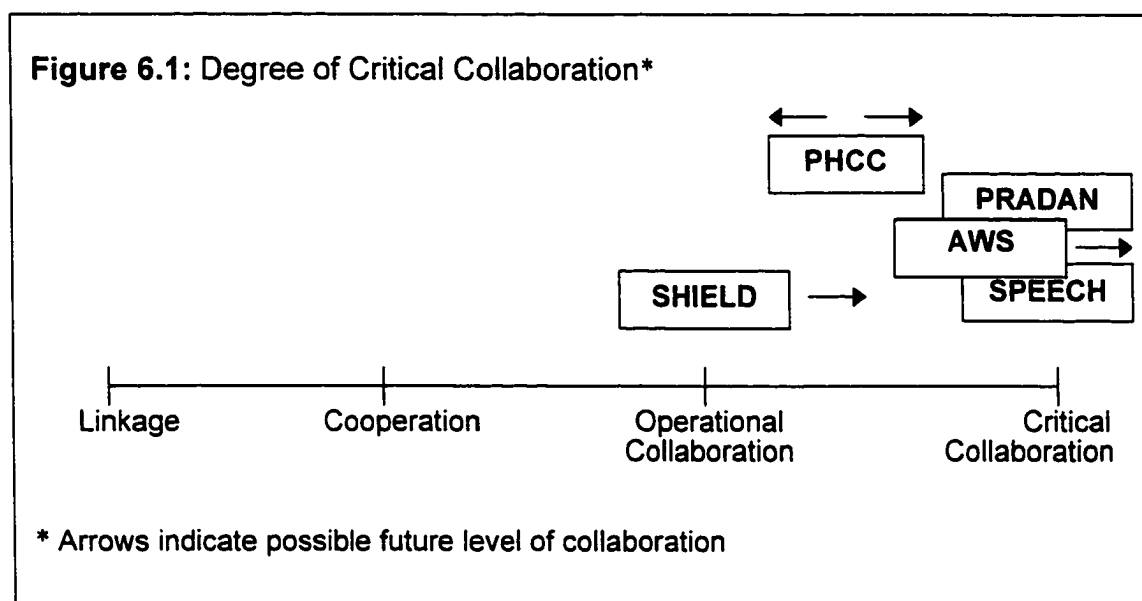 Figure 6.1: Degree of Critical Collaboration*
PHCC
PRADAN
AWS
SHIELD
SPEECH
Linkage
Cooperation
Operational
Collaboration
Critical
Collaboration
* Arrows indicate possible future level of collaboration